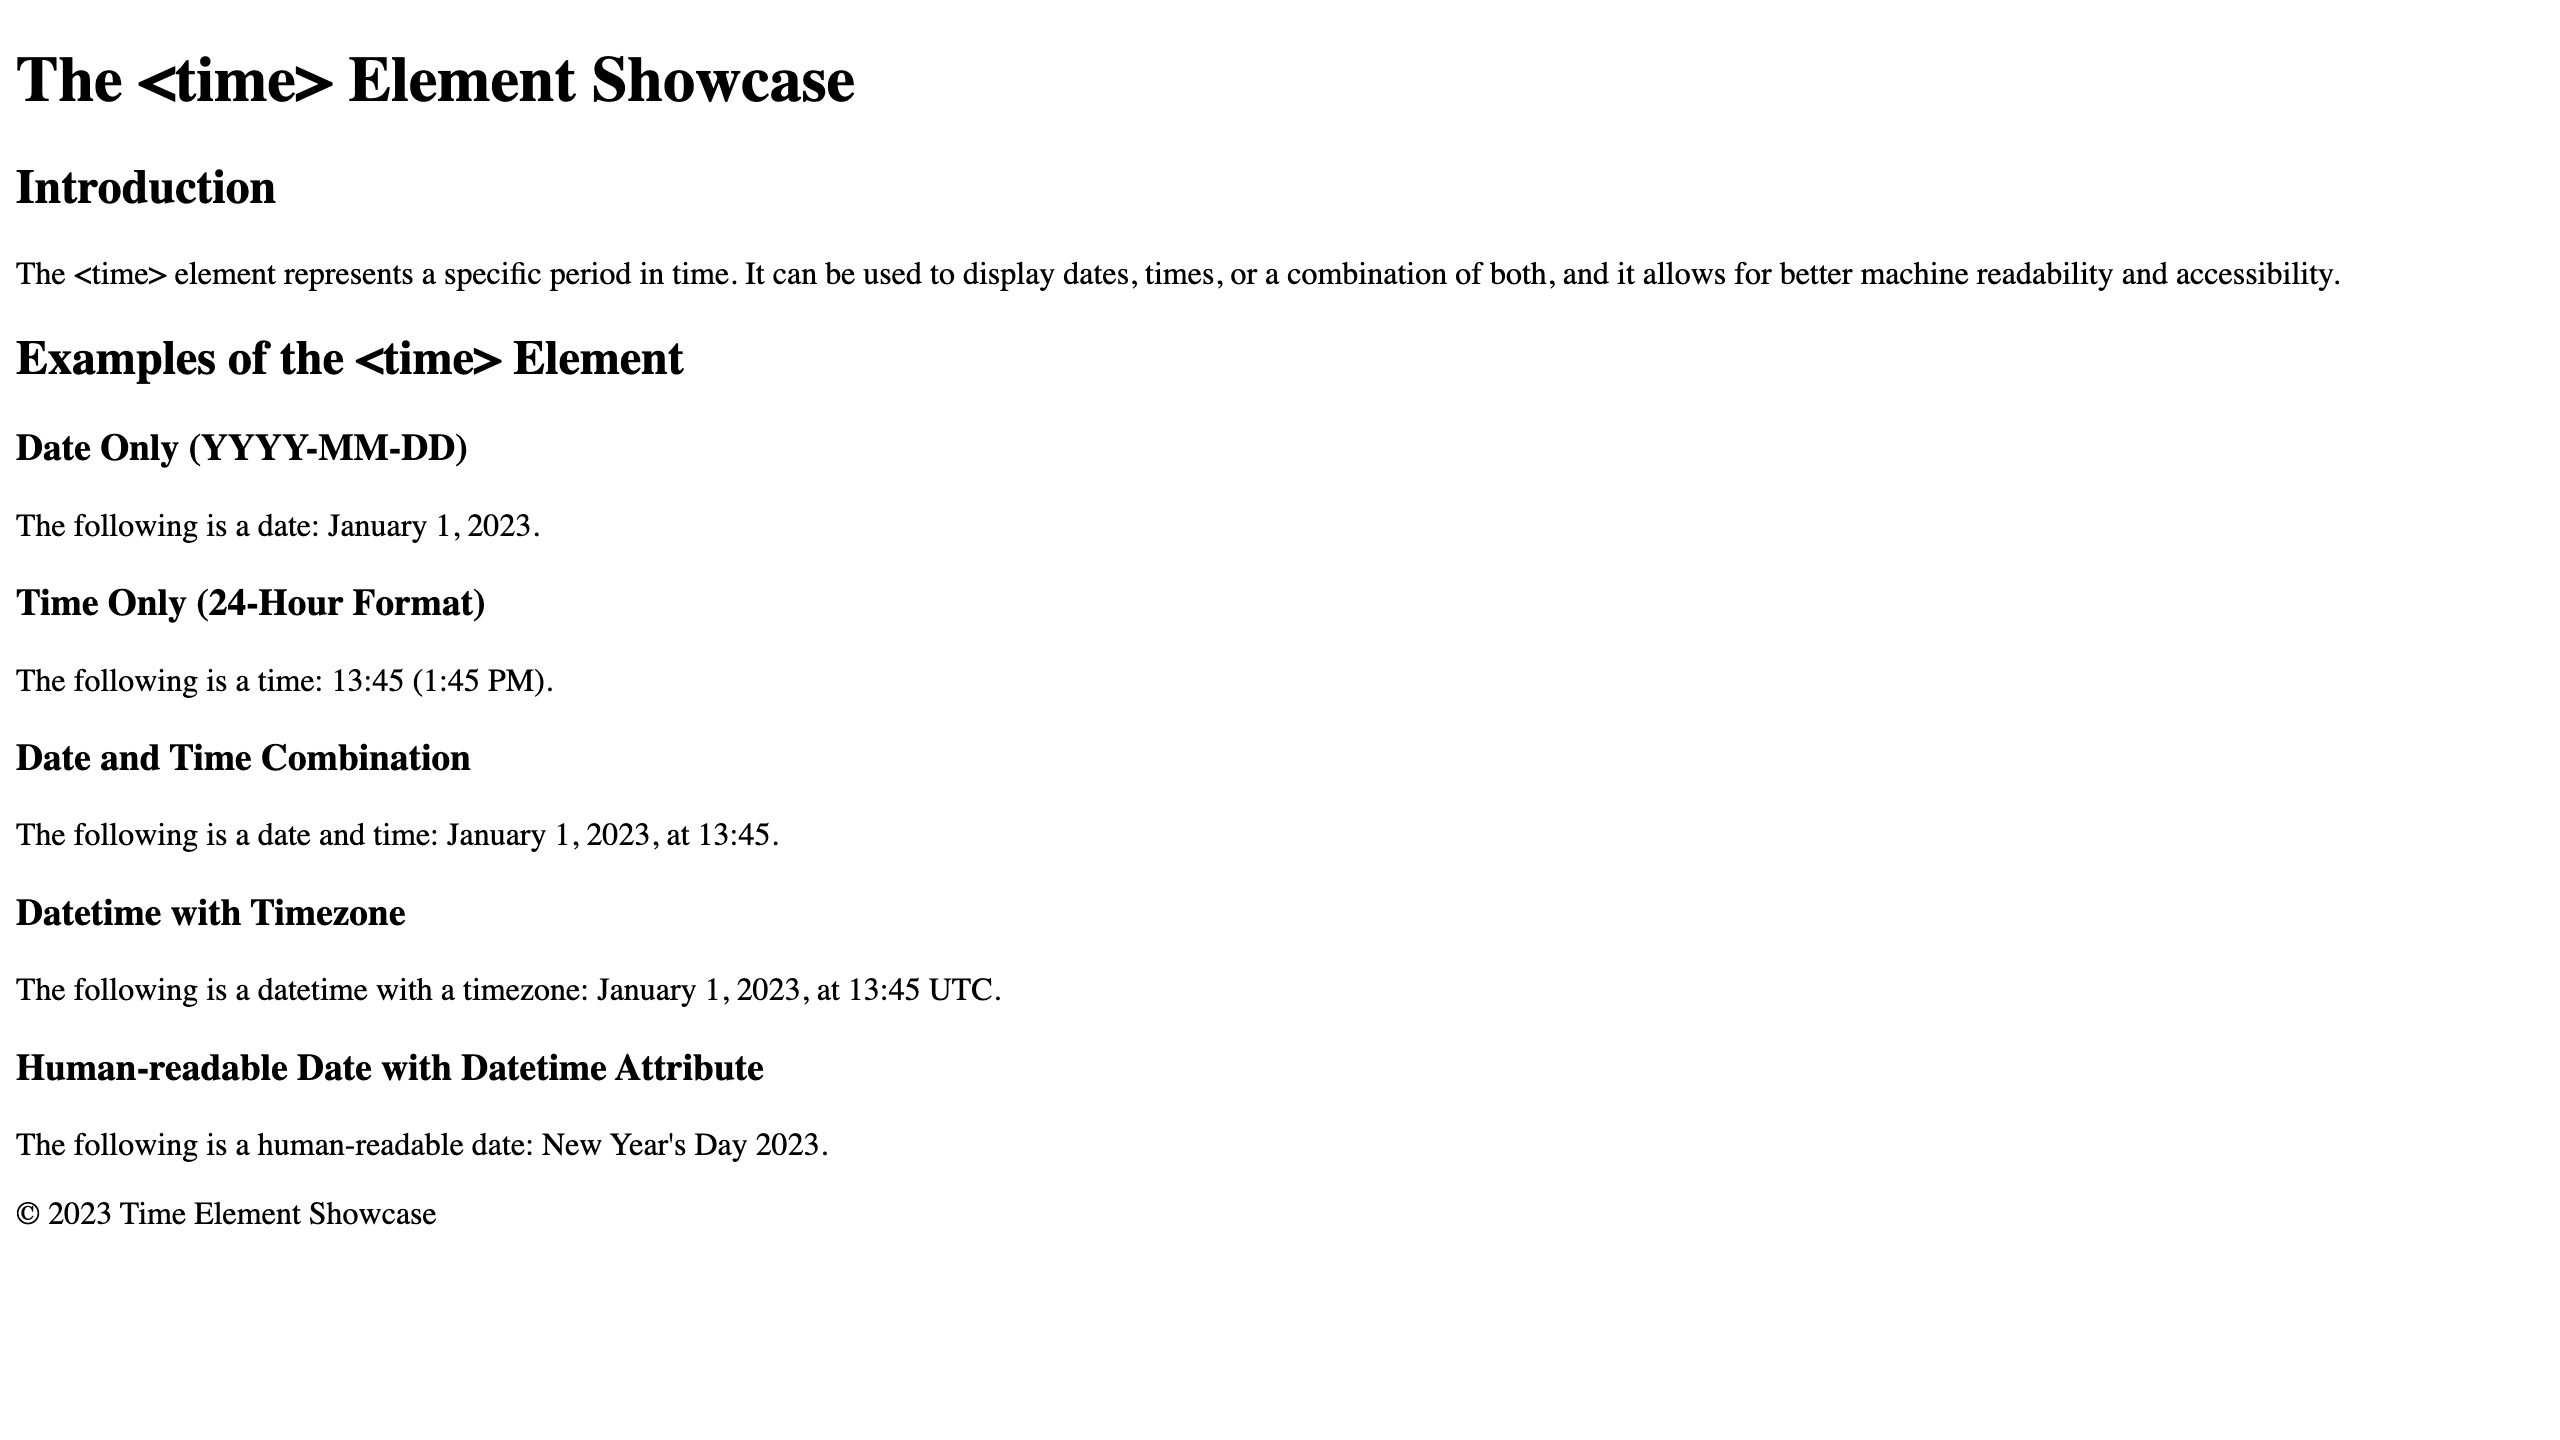 The <time> Element Showcase
Introduction
The <time> element represents a specific period in time. It can be used to display dates, times, or a combination of both, and it allows for better machine readability and accessibility.
Examples of the <time> Element
Date Only (YYYY-MM-DD)
The following is a date: January 1, 2023.
Time Only (24-Hour Format)
The following is a time: 13:45 (1:45 PM).
Date and Time Combination
The following is a date and time: January 1, 2023, at 13:45.
Datetime with Timezone
The following is a datetime with a timezone: January 1, 2023, at 13:45 UTC.
Human-readable Date with Datetime Attribute
The following is a human-readable date: New Year's Day 2023.
© 2023 Time Element Showcase